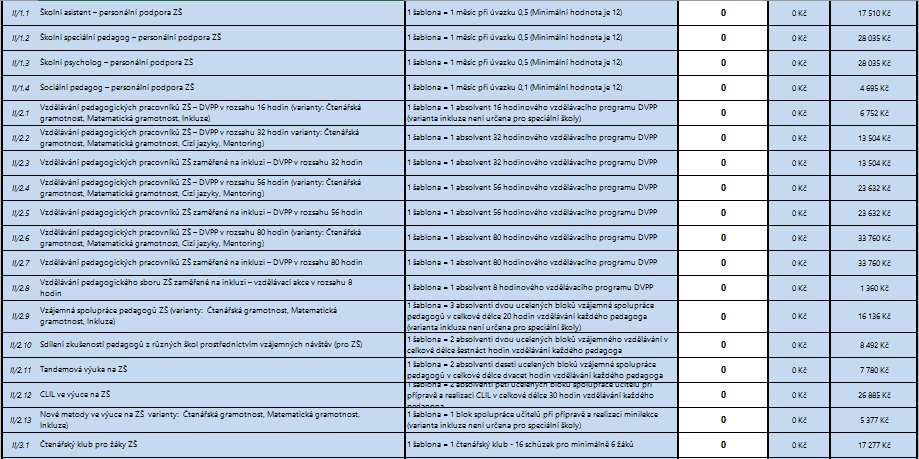 II/1.1 Školní asistent – personální podpora ZŠ 1 šablona = 1 měsíc při úvazku 0,5 (Minimální hodnota je 12) 0 0 Kč 17 510 Kč
II/1.2 Školní speciální pedagog – personální podpora ZŠ 1 šablona = 1 měsíc při úvazku 0,5 (Minimální hodnota je 12) 0 0 Kč 28 035 Kč
II/1.3 Školní psycholog – personální podpora ZŠ 1 šablona = 1 měsíc při úvazku 0,5 (Minimální hodnota je 12) 0 0 Kč 28 035 Kč
II/1.4 Sociální pedagog – personální podpora ZŠ 1 šablona = 1 měsíc při úvazku 0,1 (Minimální hodnota je 12) 0 0 Kč 4 695 Kč
II/2.1 Vzdělávání pedagogických pracovníků ZŠ – DVPP v rozsahu 16 hodin (varianty: Čtenářská
gramotnost, Matematická gramotnost, Inkluze)
1 šablona = 1 absolvent 16 hodinového vzdělávacího programu DVPP
(varianta inkluze není určena pro speciální školy)
0 0 Kč 6 752 Kč
II/2.2 Vzdělávání pedagogických pracovníků ZŠ – DVPP v rozsahu 32 hodin varianty: Čtenářská
gramotnost, Matematická gramotnost, Cizí jazyky, Mentoring)
1 šablona = 1 absolvent 32 hodinového vzdělávacího programu DVPP
0 0 Kč 13 504 Kč
II/2.3 Vzdělávání pedagogických pracovníků ZŠ zaměřené na inkluzi – DVPP v rozsahu 32 hodin 1 šablona = 1 absolvent 32 hodinového vzdělávacího programu DVPP 0 0 Kč 13 504 Kč
II/2.4 Vzdělávání pedagogických pracovníků ZŠ – DVPP v rozsahu 56 hodin (varianty: Čtenářská
gramotnost, Matematická gramotnost, Cizí jazyky, Mentoring)
1 šablona = 1 absolvent 56 hodinového vzdělávacího programu DVPP
0 0 Kč 23 632 Kč
II/2.5 Vzdělávání pedagogických pracovníků ZŠ zaměřené na inkluzi – DVPP v rozsahu 56 hodin 1 šablona = 1 absolvent 56 hodinového vzdělávacího programu DVPP 0 0 Kč 23 632 Kč
II/2.6 Vzdělávání pedagogických pracovníků ZŠ – DVPP v rozsahu 80 hodin (varianty: Čtenářská
gramotnost, Matematická gramotnost, Cizí jazyky, Mentoring)
1 šablona = 1 absolvent 80 hodinového vzdělávacího programu DVPP
0 0 Kč 33 760 Kč
II/2.7 Vzdělávání pedagogických pracovníků ZŠ zaměřené na inkluzi – DVPP v rozsahu 80 hodin 1 šablona = 1 absolvent 80 hodinového vzdělávacího programu DVPP 0 0 Kč 33 760 Kč
II/2.8 Vzdělávání pedagogického sboru ZŠ zaměřené na inkluzi – vzdělávací akce v rozsahu 8
hodin
1 šablona = 1 absolvent 8 hodinového vzdělávacího programu DVPP
0 0 Kč 1 360 Kč
II/2.9 Vzájemná spolupráce pedagogů ZŠ (varianty: Čtenářská gramotnost, Matematická
gramotnost, Inkluze)
1 šablona = 3 absolventi dvou ucelených bloků vzájemné spolupráce
pedagogů v celkové délce 20 hodin vzdělávání každého pedagoga
(varianta inkluze není určena pro speciální školy)
0 0 Kč 16 136 Kč
II/2.10 Sdílení zkušeností pedagogů z různých škol prostřednictvím vzájemných návštěv (pro ZŠ)
1 šablona = 2 absolventi dvou ucelených bloků vzájemného vzdělávání v
celkové délce šestnáct hodin vzdělávání každého pedagoga
0 0 Kč 8 492 Kč
II/2.11 Tandemová výuka na ZŠ
1 šablona = 2 absolventi deseti ucelených bloků vzájemné spolupráce
pedagogů v celkové délce dvacet hodin vzdělávání každého pedagoga
0 0 Kč 7 780 Kč
II/2.12 CLIL ve výuce na ZŠ
1 šablona = 2 absolventi pěti ucelených bloků spolupráce učitelů při
přípravě a realizaci CLIL v celkové délce 30 hodin vzdělávání každého
pedagoga
0 0 Kč 26 885 Kč
II/2.13 Nové metody ve výuce na ZŠ varianty: Čtenářská gramotnost, Matematická gramotnost,
Inkluze)
1 šablona = 1 blok spolupráce učitelů při přípravě a realizaci minilekce
(varianta inkluze není určena pro speciální školy)
0 0 Kč 5 377 Kč
II/3.1 Čtenářský klub pro žáky ZŠ 1 šablona = 1 čtenářský klub - 16 schůzek pro minimálně 6 žáků 0 0 Kč 17 277 Kč